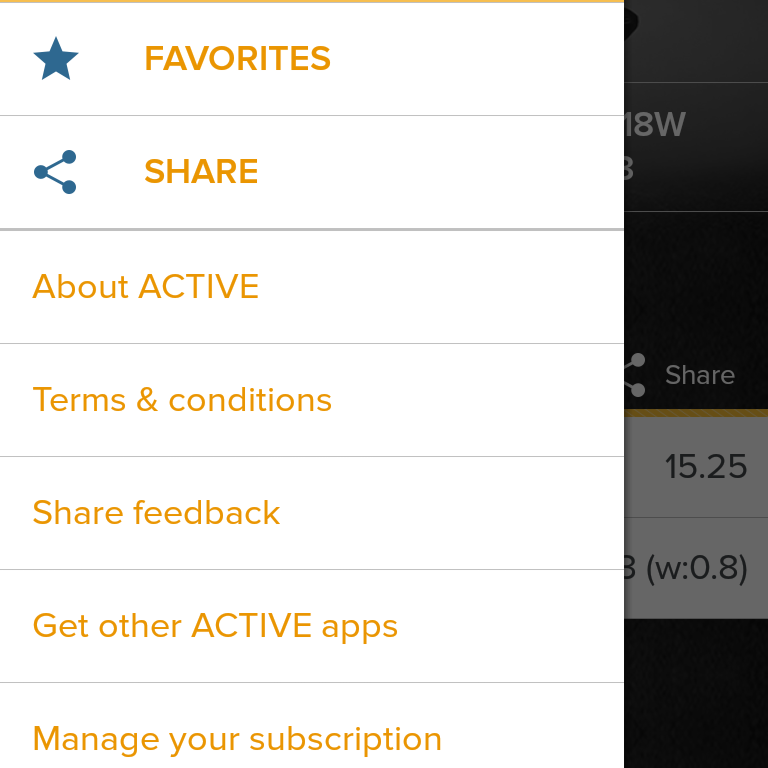 FAVORITES
SHARE
About ACTIVE
Terms & conditions
Share feedback
Get other ACTIVE apps
Manage your subscription
18W
3
Share
15.25
3 (w:0.8)